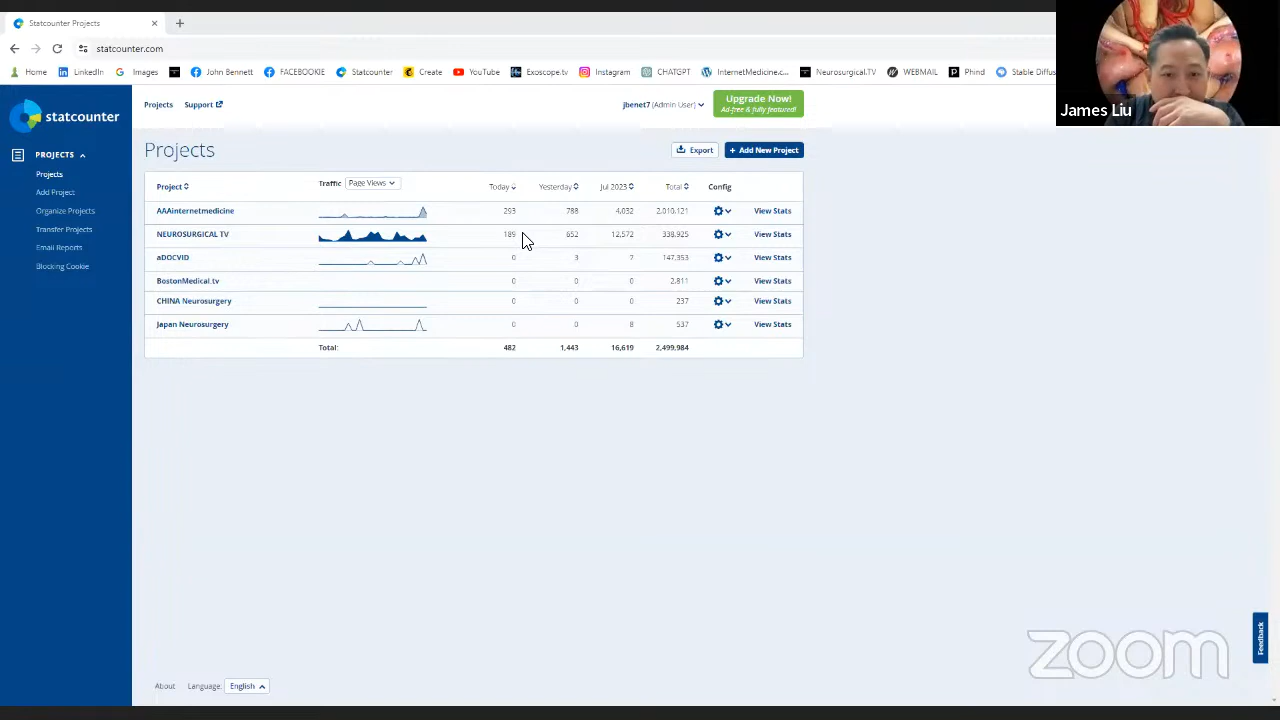 Statcounter Projects
statcounter.com
Home LinkedIn Images John Bennett FACEBOOKIE Statcounter Create YouTube Exoscope.tv Instagram CHATGPT InternetMedicine.c... Neurosurgical.TV WEBMAIL Phind Stable Diffus
James Liu
statcounter
Projects Support jbenet7 (Admin User) Upgrade Now!
Ad-free & fully featured!
PROJECTS
Projects
Add Project
Organize Projects
Transfer Projects
Email Reports
Blocking Cookie
Projects Export + Add New Project
Project Traffic Page Views Today Yesterday Jul 2023 Total Config
AAAinternetmedicine 293 788 4,032 2,010,121 View Stats
NEUROSURGICAL TV 189 652 12,572 338,925 View Stats
aDOCVID 0 3 7 147,353 View Stats
BostonMedical.tv 0 0 0 2,811 View Stats
CHINA Neurosurgery 0 0 0 237 View Stats
Japan Neurosurgery 0 0 8 537 View Stats
Total: 482 1,443 16,619 2,499,984
Feedback
zoom
About Language: English